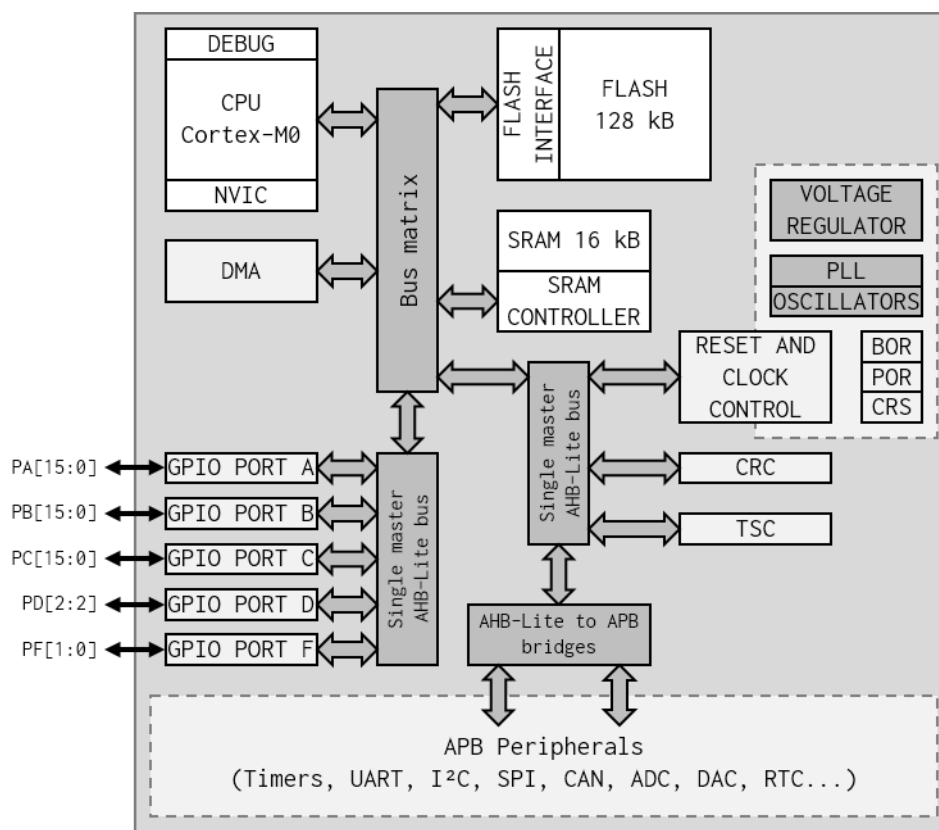 DEBUG
CPU
Cortex-M0
NVIC
DMA
Bus matrix
FLASH
INTERFACE
FLASH
128 kB
SRAM 16 kB
SRAM
CONTROLLER
VOLTAGE
REGULATOR
PLL
OSCILLATORS
RESET AND
CLOCK
CONTROL
BOR
POR
CRS
Single master
AHB-Lite bus
CRC
TSC
PA[15:0]
GPIO PORT A
PB[15:0]
GPIO PORT B
PC[15:0]
GPIO PORT C
PD[2:2]
GPIO PORT D
PF[1:0]
GPIO PORT F
Single master
AHB-Lite bus
AHB-Lite to APB
bridges
APB Peripherals
(Timers, UART, I²C, SPI, CAN, ADC, DAC, RTC...)